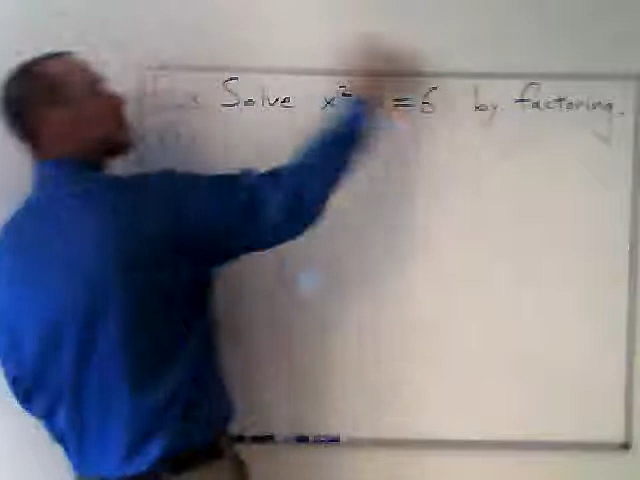 Solve x² = 6 by factoring.